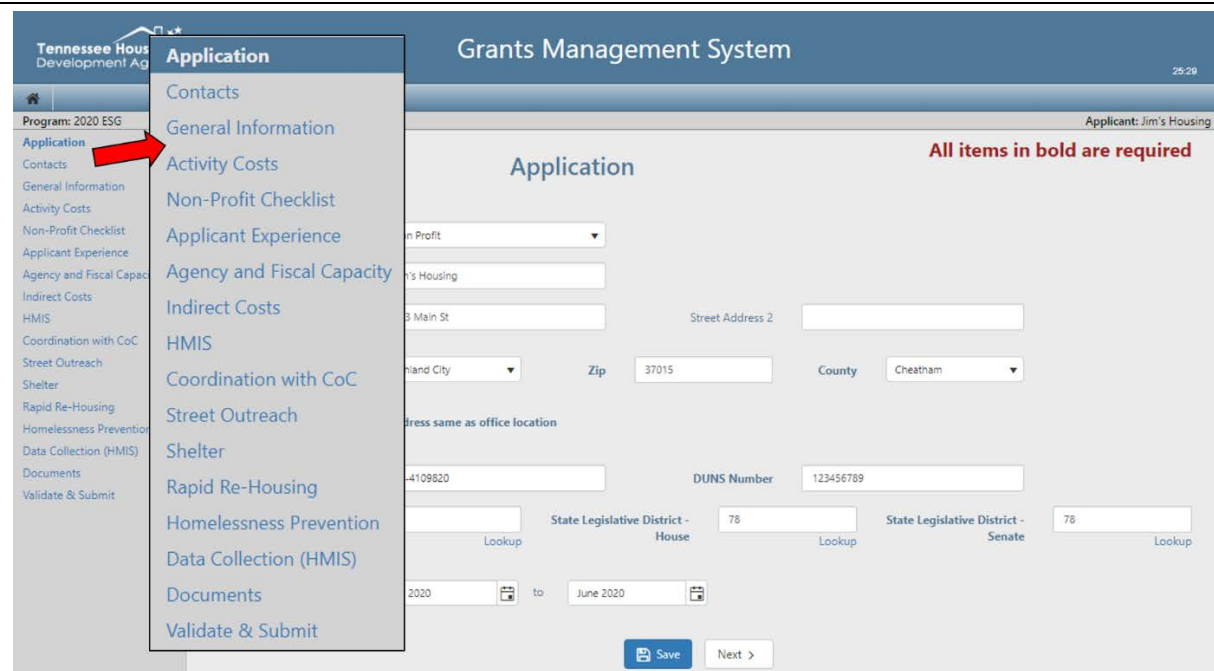 Tennessee Hous
Development Ag
Grants Management System
25:29
Program: 2020 ESG
Applicant: Jim's Housing
Application
Contacts
General Information
Activity Costs
Non-Profit Checklist
Applicant Experience
Agency and Fiscal Capaci
Indirect Costs
HMIS
Coordination with CoC
Street Outreach
Shelter
Rapid Re-Housing
Homelessness Prevention
Data Collection (HMIS)
Documents
Validate & Submit
Application
Contacts
General Information
Activity Costs
Non-Profit Checklist
Applicant Experience
Agency and Fiscal Capacity
Indirect Costs
HMIS
Coordination with CoC
Street Outreach
Shelter
Rapid Re-Housing
Homelessness Prevention
Data Collection (HMIS)
Documents
Validate & Submit
All items in bold are required
Application
n Profit
n's Housing
3 Main St Street Address 2
hland City Zip 37015 County Cheatham
dress same as office location
-4109820 DUNS Number 123456789
State Legislative District - House 78 State Legislative District - Senate 78
Lookup Lookup Lookup
2020 to June 2020
Save Next >